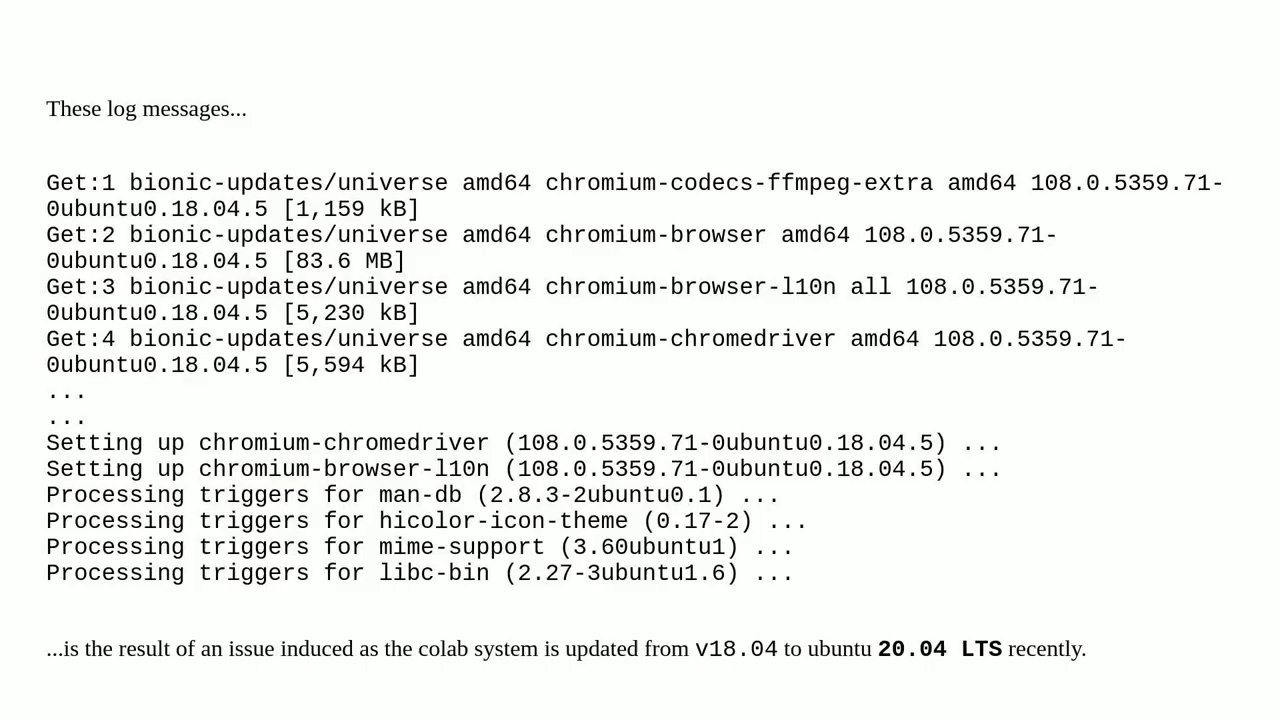 These log messages...
Get:1 bionic-updates/universe amd64 chromium-codecs-ffmpeg-extra amd64 108.0.5359.71-
0ubuntu0.18.04.5 [1,159 kB]
Get:2 bionic-updates/universe amd64 chromium-browser amd64 108.0.5359.71-
0ubuntu0.18.04.5 [83.6 MB]
Get:3 bionic-updates/universe amd64 chromium-browser-l10n all 108.0.5359.71-
0ubuntu0.18.04.5 [5,230 kB]
Get:4 bionic-updates/universe amd64 chromium-chromedriver amd64 108.0.5359.71-
0ubuntu0.18.04.5 [5,594 kB]
...
...
Setting up chromium-chromedriver (108.0.5359.71-0ubuntu0.18.04.5) ...
Setting up chromium-browser-l10n (108.0.5359.71-0ubuntu0.18.04.5) ...
Processing triggers for man-db (2.8.3-2ubuntu0.1) ...
Processing triggers for hicolor-icon-theme (0.17-2) ...
Processing triggers for mime-support (3.60ubuntu1) ...
Processing triggers for libc-bin (2.27-3ubuntu1.6) ...
...is the result of an issue induced as the colab system is updated from v18.04 to ubuntu 20.04 LTS recently.